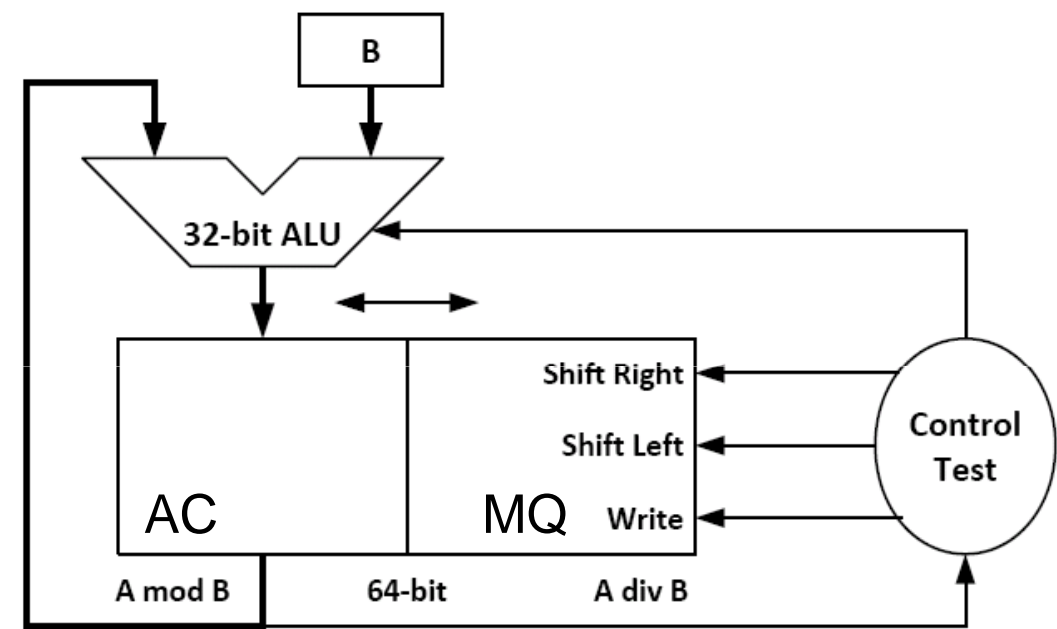 B
32-bit ALU
Shift Right
Shift Left
Control
Test
AC
MQ
Write
A mod B
64-bit
A div B